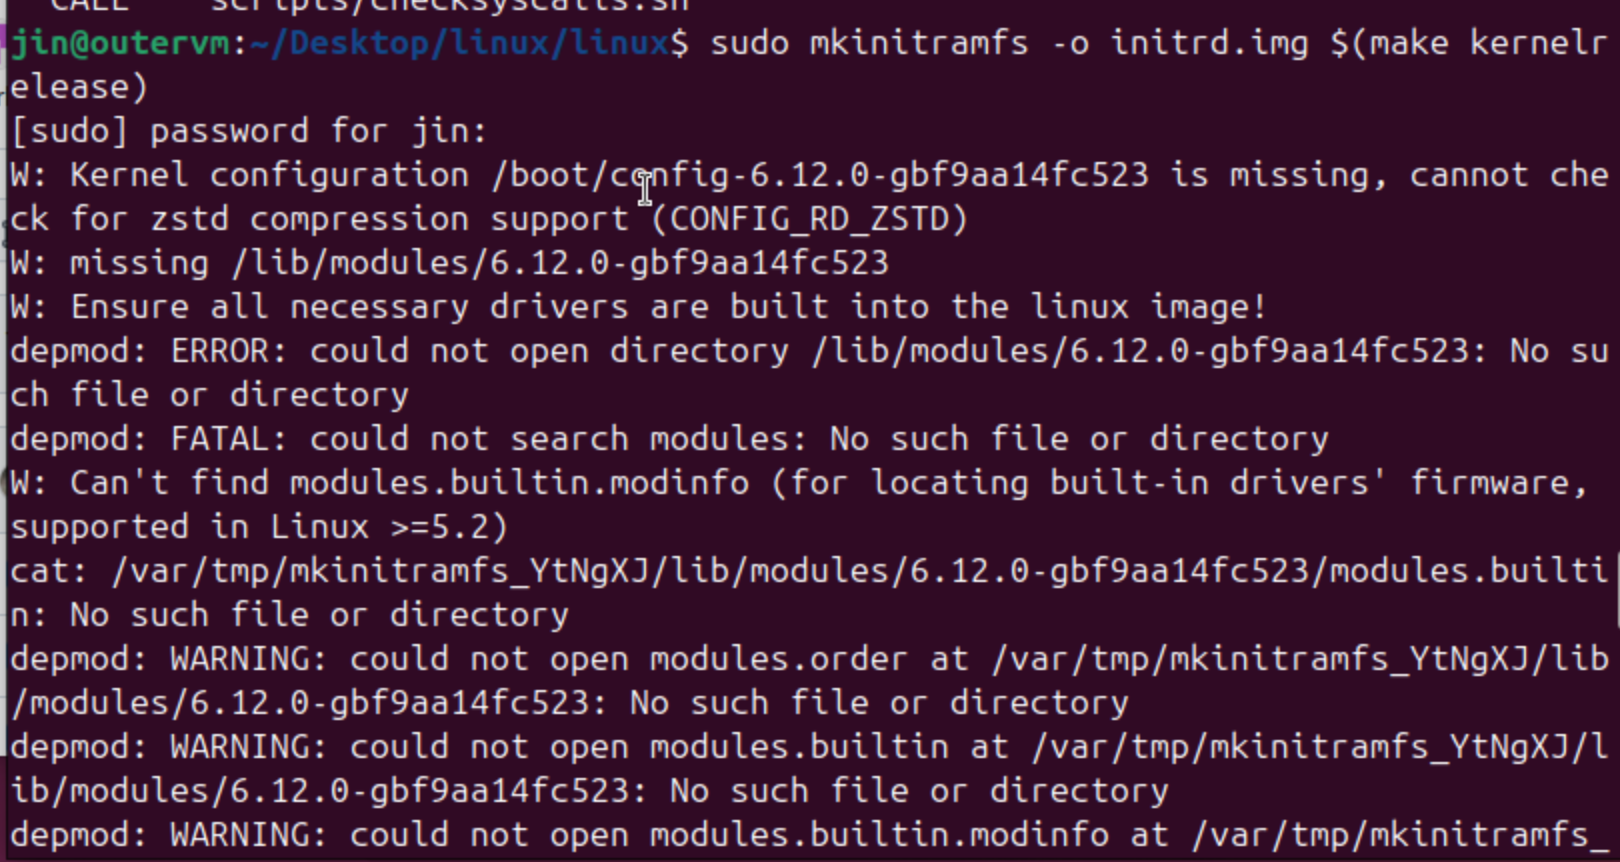 CALL    scripts/checksyscalls.sh
jin@outervm:~/Desktop/linux/linux$ sudo mkinitramfs -o initrd.img $(make kernelr
elease)
[sudo] password for jin:
W: Kernel configuration /boot/config-6.12.0-gbf9aa14fc523 is missing, cannot che
ck for zstd compression support (CONFIG_RD_ZSTD)
W: missing /lib/modules/6.12.0-gbf9aa14fc523
W: Ensure all necessary drivers are built into the linux image!
depmod: ERROR: could not open directory /lib/modules/6.12.0-gbf9aa14fc523: No su
ch file or directory
depmod: FATAL: could not search modules: No such file or directory
W: Can't find modules.builtin.modinfo (for locating built-in drivers' firmware,
supported in Linux >=5.2)
cat: /var/tmp/mkinitramfs_YtNgXJ/lib/modules/6.12.0-gbf9aa14fc523/modules.builti
n: No such file or directory
depmod: WARNING: could not open modules.order at /var/tmp/mkinitramfs_YtNgXJ/lib
/modules/6.12.0-gbf9aa14fc523: No such file or directory
depmod: WARNING: could not open modules.builtin at /var/tmp/mkinitramfs_YtNgXJ/l
ib/modules/6.12.0-gbf9aa14fc523: No such file or directory
depmod: WARNING: could not open modules.builtin.modinfo at /var/tmp/mkinitramfs_